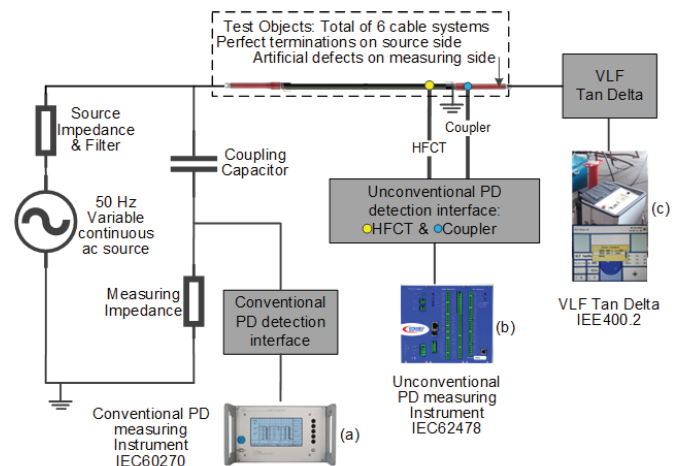 Test Objects: Total of 6 cable systems
Perfect terminations on source side
Artificial defects on measuring side
VLF
Tan Delta
Source
Impedance
& Filter
Coupling
Capacitor
HFCT
Coupler
50 Hz
Variable
continuous
ac source
Unconventional PD
detection interface:
HFCT & Coupler
(c)
VLF Tan Delta
IEE400.2
Measuring
Impedance
Conventional
PD detection
interface
(b)
Unconventional
PD measuring
Instrument
IEC62478
Conventional PD
measuring
Instrument
IEC60270
(a)